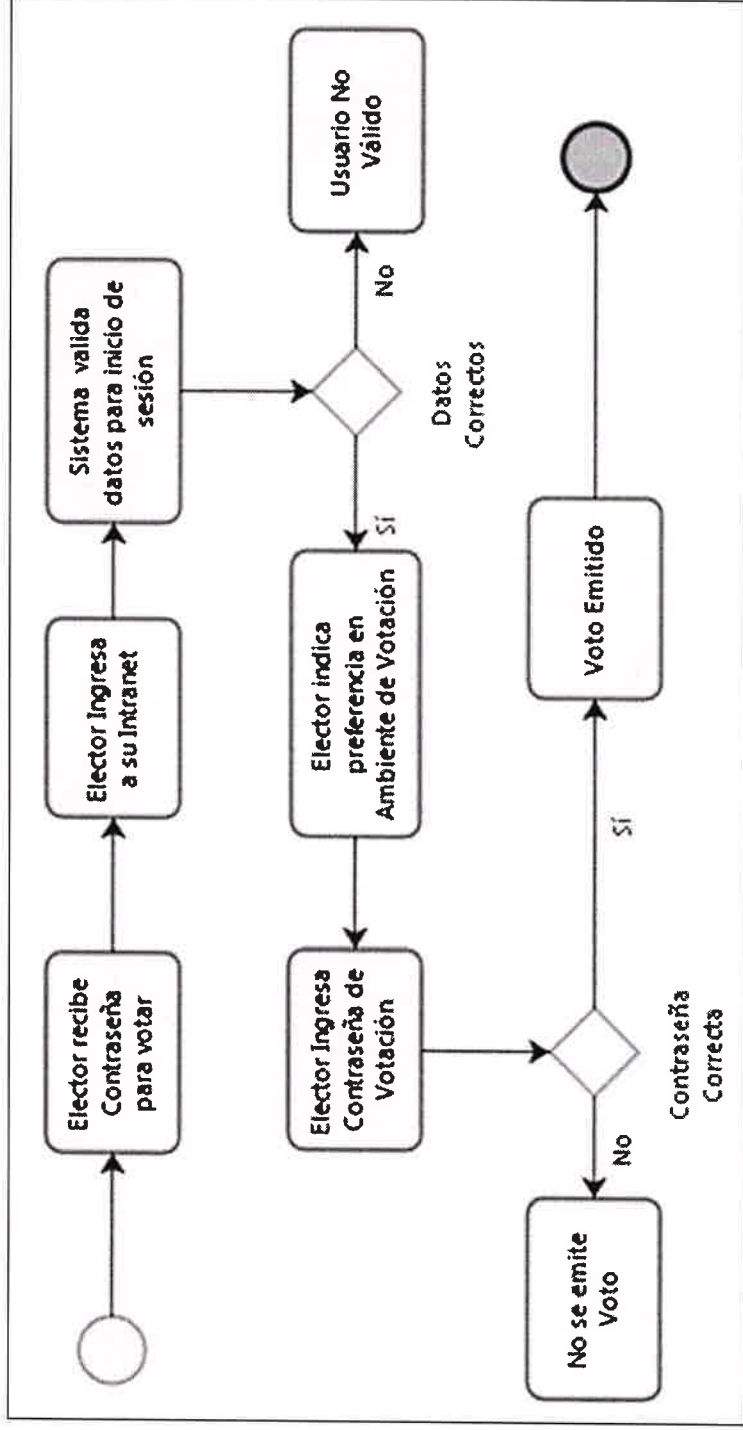 Elector recibe
Contraseña
para votar
Elector Ingresa
a su Intranet
Sistema valida
datos para inicio de
sesión
Usuario No
Válido
No
Datos
Correctos
Sí
Elector indica
preferencia en
Ambiente de Votación
Elector Ingresa
Contraseña de
Votación
Contraseña
Correcta
No
No se emite
Voto
Sí
Voto Emitido